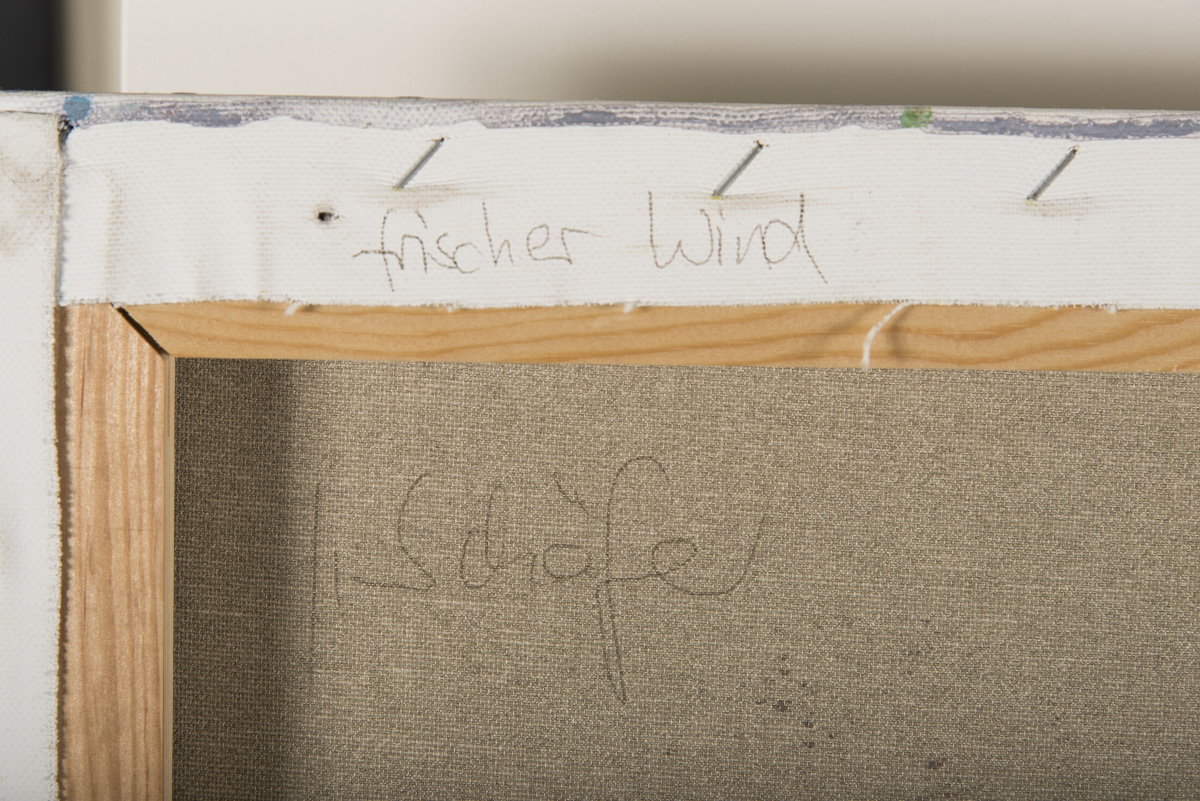 frischer Wind
I. Schäfer